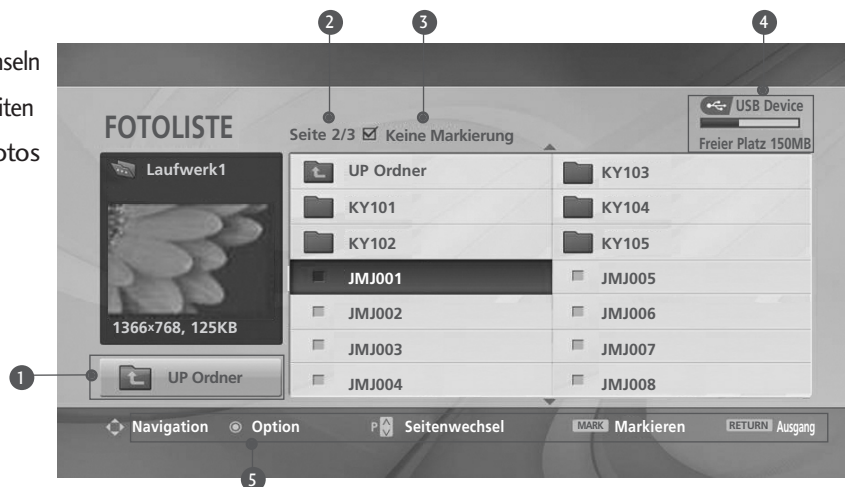 2 3 4
nseln
iten
otos
USB Device
FOTOLISTE
Seite 2/3 Keine Markierung
Freier Platz 150MB
Laufwerk1
UP Ordner KY103
KY101 KY104
KY102 KY105
JMJ001 JMJ005
JMJ002 JMJ006
1366×768, 125KB
JMJ003 JMJ007
JMJ004 JMJ008
1
UP Ordner
Navigation Option P Seitenwechsel MARK Markieren RETURN Ausgang
5